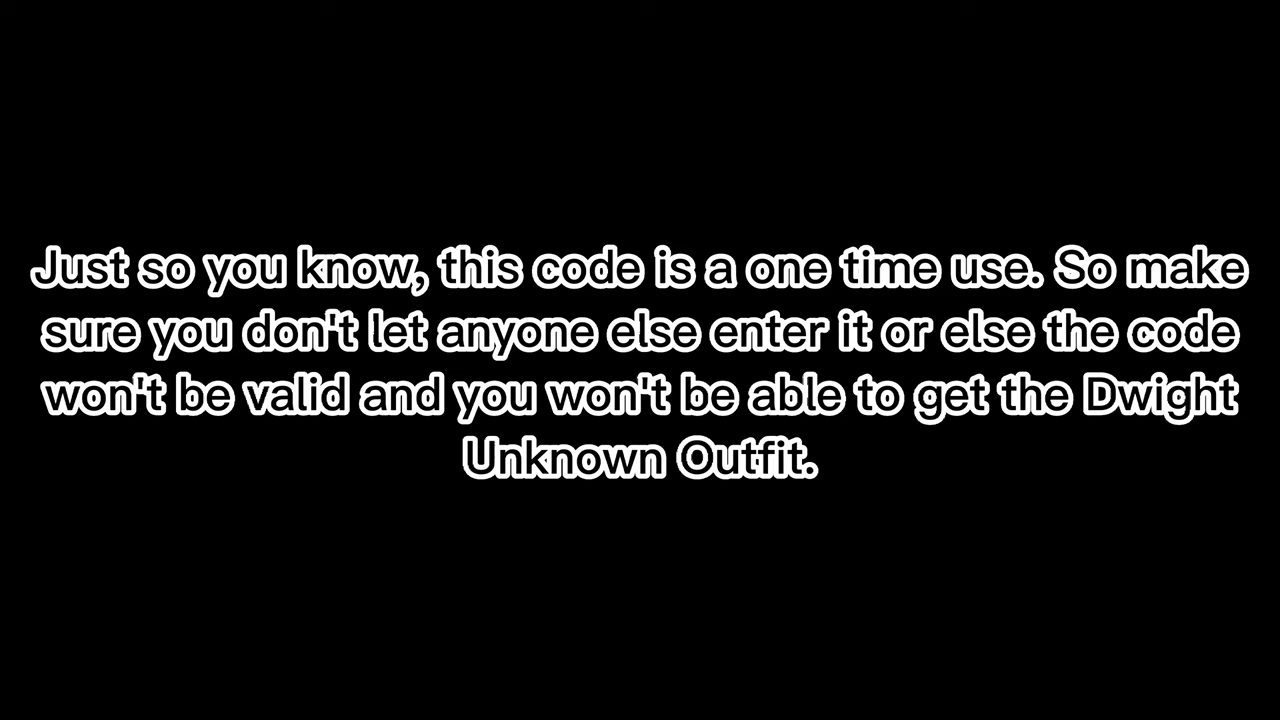 Just so you know, this code is a one time use. So make
sure you don't let anyone else enter it or else the code
won't be valid and you won't be able to get the Dwight
Unknown Outfit.